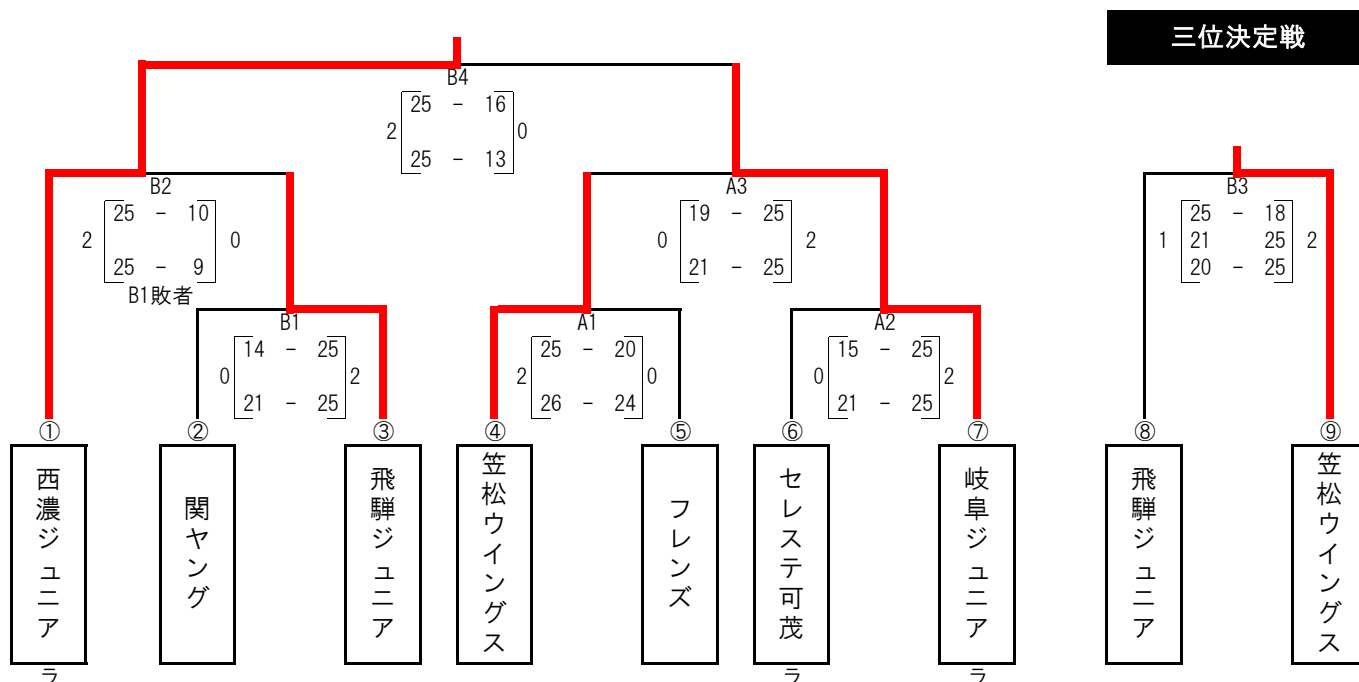 三位決定戦
B4
25 - 16
2 0
25 - 13
B2
25 - 10
2 0
25 - 9
B1敗者
A3
19 - 25
0 2
21 - 25
B3
25 - 18
1 21 25 2
20 - 25
B1
14 - 25
0 2
21 - 25
A1
25 - 20
2 0
26 - 24
A2
15 - 25
0 2
21 - 25
① ② ③ ④ ⑤ ⑥ ⑦ ⑧ ⑨
西濃ジュニア
関ヤング
飛騨ジュニア
笠松ウイングス
フレンズ
セレステ可茂
岐阜ジュニア
飛騨ジュニア
笠松ウイングス